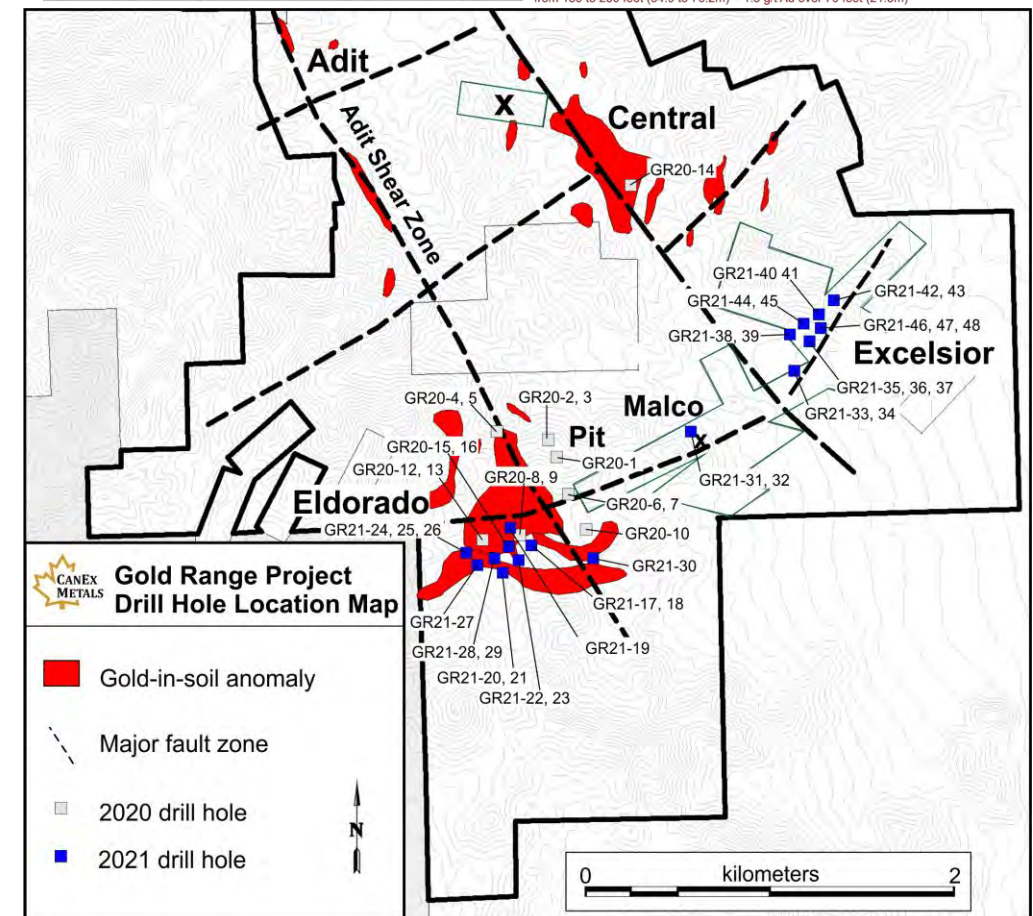 Adit
x
Central
Adit Shear Zone
GR20-14
GR21-40 41
GR21-42, 43
GR21-44, 45
GR21-46, 47, 48
GR21-38, 39
Excelsior
GR21-35, 36, 37
GR21-33, 34
GR20-4, 5
GR20-2, 3
Malco
Pit
x
GR20-15, 16
GR20-1
GR20-12, 13
GR20-8, 9
GR21-31, 32
Eldorado
GR20-6, 7
GR21-24, 25, 26
GR20-10
GR21-30
GR21-17, 18
GR21-27
GR21-19
GR21-28, 29
GR21-20, 21
GR21-22, 23
CANEX
METALS
Gold Range Project
Drill Hole Location Map
Gold-in-soil anomaly
Major fault zone
2020 drill hole
2021 drill hole
N
0 kilometers 2